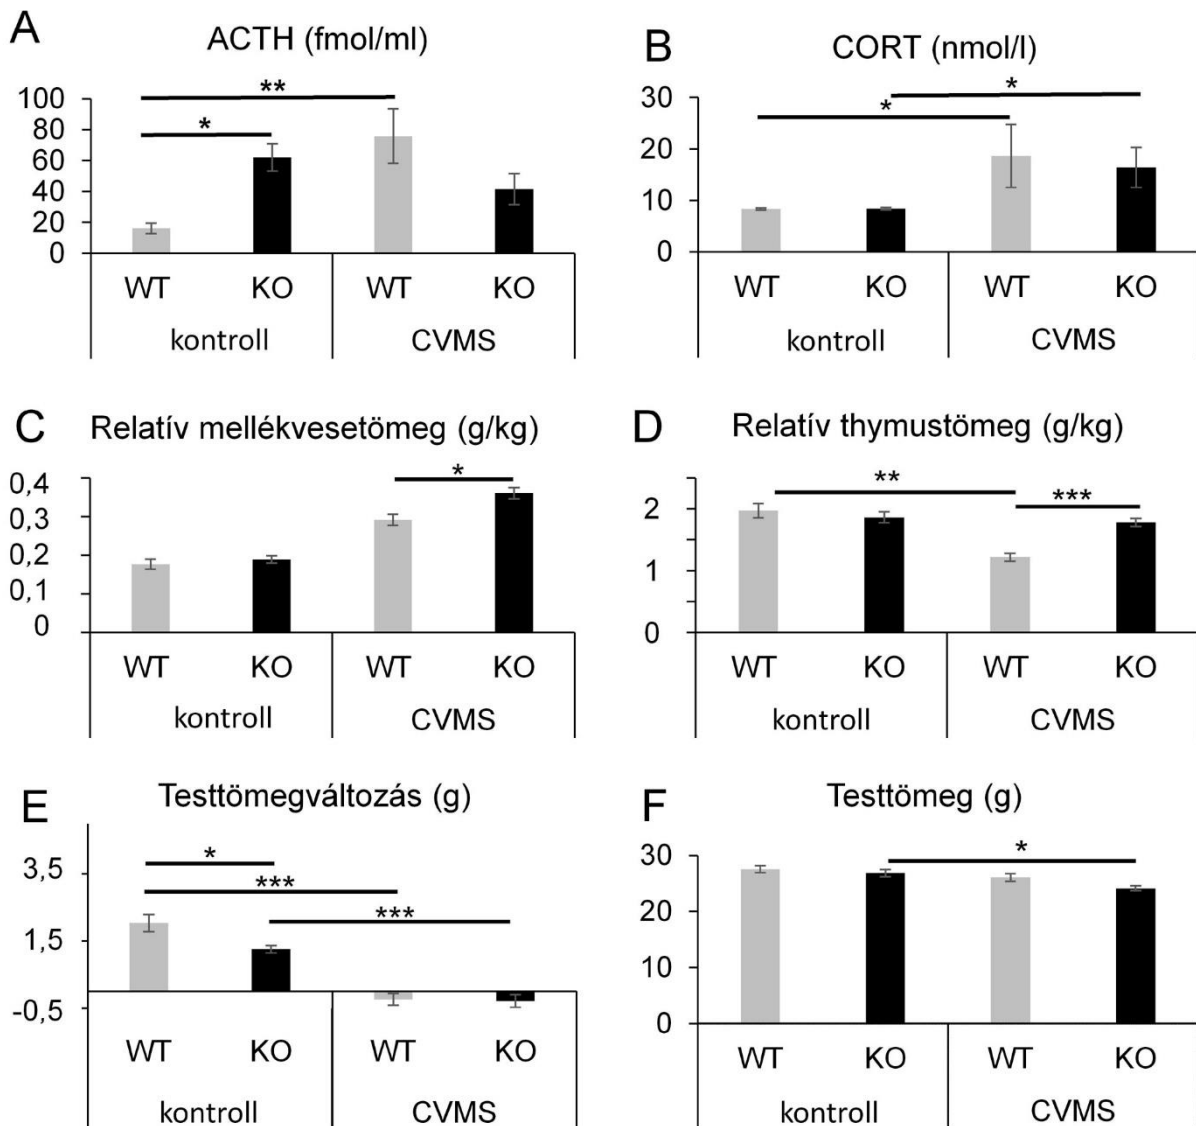 A
ACTH (fmol/ml)
100
80
60
40
20
0
**
*
WT KO WT KO
kontroll CVMS
B
CORT (nmol/l)
30
20
10
0
*
*
WT KO WT KO
kontroll CVMS
C
Relatív mellékvesetömeg (g/kg)
0,4
0,3
0,2
0,1
0
*
WT KO WT KO
kontroll CVMS
D
Relatív thymustömeg (g/kg)
2
1
0
**
***
WT KO WT KO
kontroll CVMS
E
Testtömegváltozás (g)
3,5
1,5
-0,5
*
***
***
WT KO WT KO
kontroll CVMS
F
Testtömeg (g)
30
20
10
0
*
WT KO WT KO
kontroll CVMS